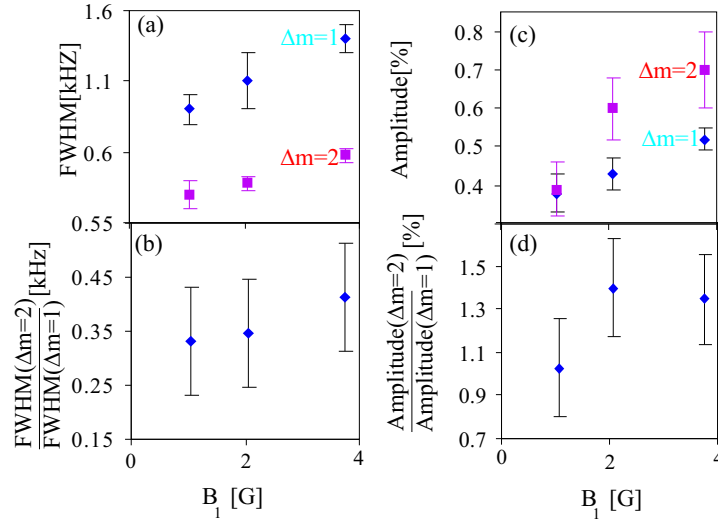 (a)
FWHM[kHZ]
1.6
1.1
0.6
Δm=1
Δm=2
(b)
FWHM(Δm=2)
FWHM(Δm=1)
[kHz]
0.55
0.45
0.35
0.25
0.15
0
2
4
B1 [G]
(c)
Amplitude[%]
0.8
0.7
0.6
0.5
0.4
Δm=2
Δm=1
(d)
Amplitude(Δm=2)
Amplitude(Δm=1)
[%]
1.5
1.3
1.1
0.9
0.7
0
2
4
B1 [G]